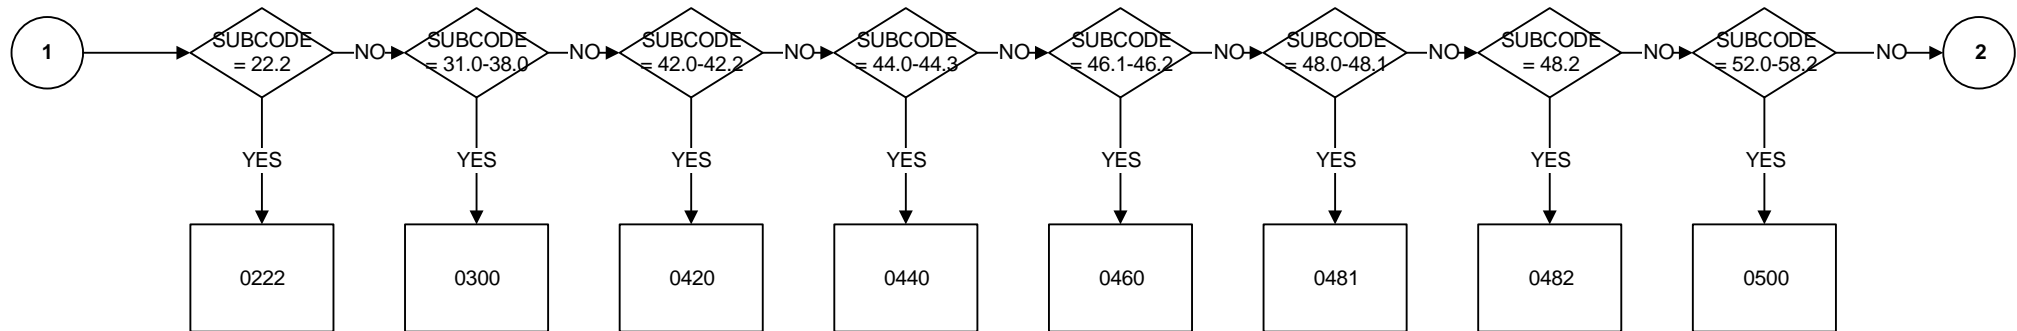 1
SUBCODE
= 22.2
NO
SUBCODE
= 31.0-38.0
NO
SUBCODE
= 42.0-42.2
NO
SUBCODE
= 44.0-44.3
NO
SUBCODE
= 46.1-46.2
NO
SUBCODE
= 48.0-48.1
NO
SUBCODE
= 48.2
NO
SUBCODE
= 52.0-58.2
NO
2
YES
YES
YES
YES
YES
YES
YES
YES
0222
0300
0420
0440
0460
0481
0482
0500